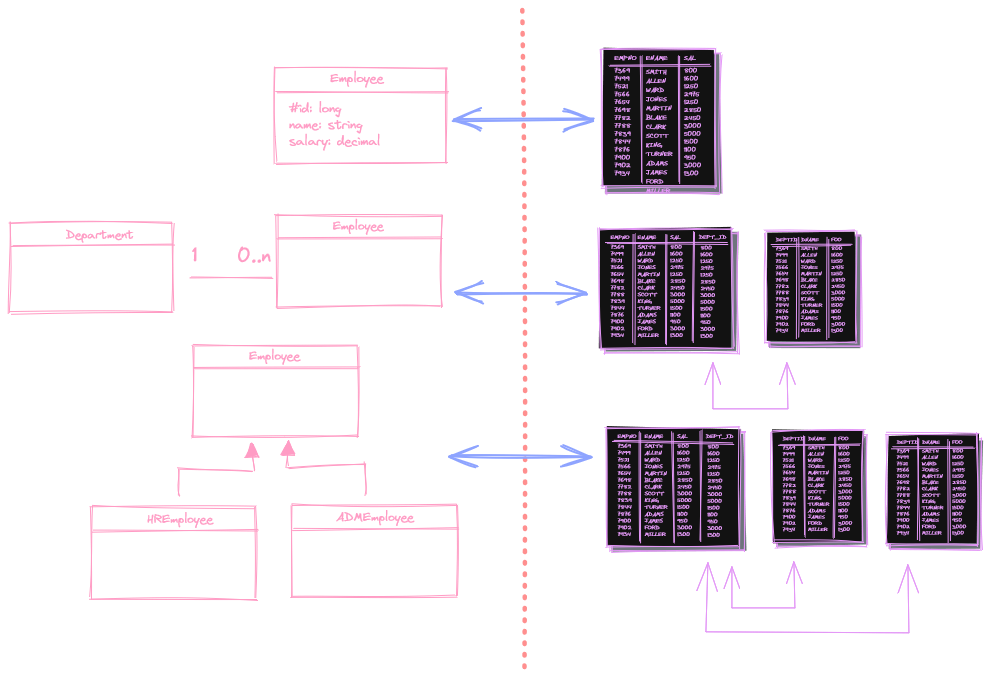 Employee
#id: long
name: string
salary: decimal
EMPNO ENAME SAL
7369 SMITH 800
7499 ALLEN 1600
7521 WARD 1250
7566 JONES 2975
7654 MARTIN 1250
7698 BLAKE 2850
7782 CLARK 2450
7788 SCOTT 3000
7839 KING 5000
7844 TURNER 1500
7876 ADAMS 1100
7900 JAMES 950
7902 FORD 3000
7934 MILLER 1300
Department
1 0..n
Employee
EMPNO ENAME SAL DEPT_ID
7369 SMITH 800 800
7499 ALLEN 1600 1600
7521 WARD 1250 1250
7566 JONES 2975 2975
7654 MARTIN 1250 1250
7698 BLAKE 2850 2850
7782 CLARK 2450 2450
7788 SCOTT 3000 3000
7839 KING 5000 5000
7844 TURNER 1500 1500
7876 ADAMS 1100 1100
7900 JAMES 950 950
7902 FORD 3000 3000
7934 MILLER 1300 1300
DEPTID DNAME FOO
7369 SMITH 800
7499 ALLEN 1600
7521 WARD 1250
7566 JONES 2975
7654 MARTIN 1250
7698 BLAKE 2850
7782 CLARK 2450
7788 SCOTT 3000
7839 KING 5000
7844 TURNER 1500
7876 ADAMS 1100
7900 JAMES 950
7902 FORD 3000
7934 MILLER 1300
Employee
HREmployee
ADMEmployee
EMPNO ENAME SAL DEPT_ID
7369 SMITH 800 800
7499 ALLEN 1600 1600
7521 WARD 1250 1250
7566 JONES 2975 2975
7654 MARTIN 1250 1250
7698 BLAKE 2850 2850
7782 CLARK 2450 2450
7788 SCOTT 3000 3000
7839 KING 5000 5000
7844 TURNER 1500 1500
7876 ADAMS 1100 1100
7900 JAMES 950 950
7902 FORD 3000 3000
7934 MILLER 1300 1300
DEPTID DNAME FOO
7369 SMITH 800
7499 ALLEN 1600
7521 WARD 1250
7566 JONES 2975
7654 MARTIN 1250
7698 BLAKE 2850
7782 CLARK 2450
7788 SCOTT 3000
7839 KING 5000
7844 TURNER 1500
7876 ADAMS 1100
7900 JAMES 950
7902 FORD 3000
7934 MILLER 1300
DEPTID DNAME FOO
7369 SMITH 800
7499 ALLEN 1600
7521 WARD 1250
7566 JONES 2975
7654 MARTIN 1250
7698 BLAKE 2850
7782 CLARK 2450
7788 SCOTT 3000
7839 KING 5000
7844 TURNER 1500
7876 ADAMS 1100
7900 JAMES 950
7902 FORD 3000
7934 MILLER 1300